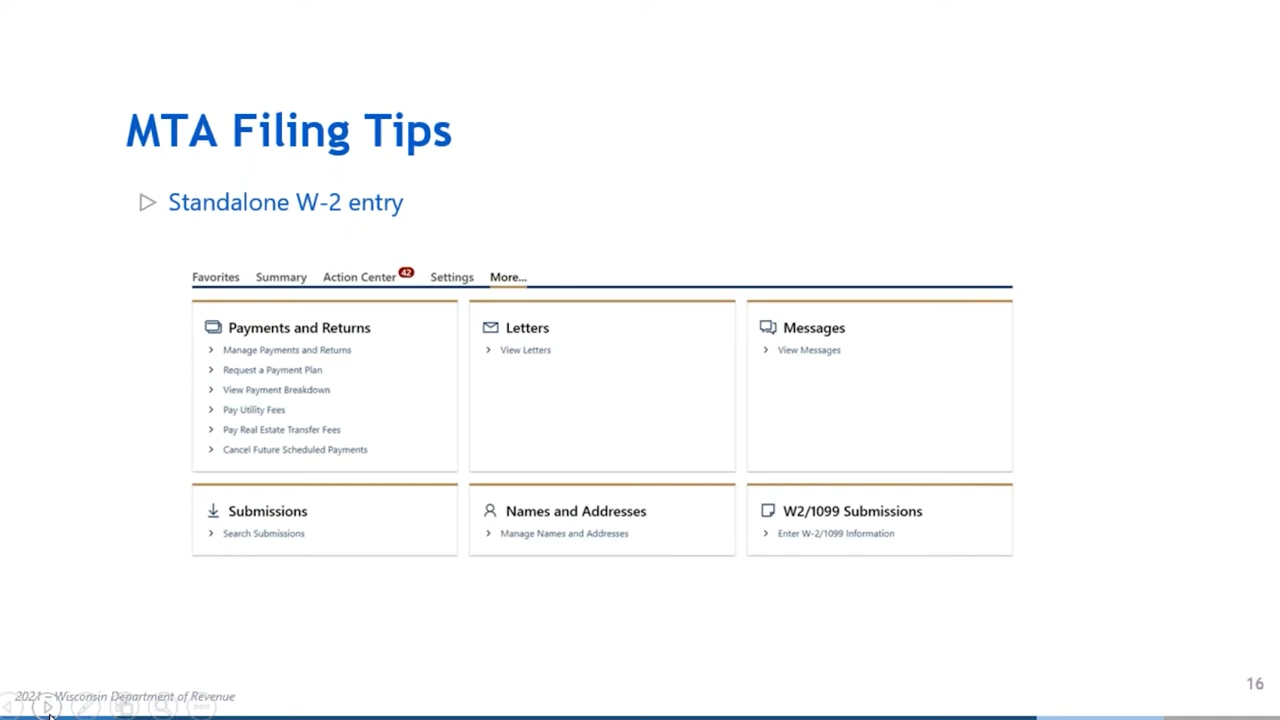 MTA Filing Tips
Standalone W-2 entry
Favorites Summary Action Center 42 Settings More...
Payments and Returns
Manage Payments and Returns
Request a Payment Plan
View Payment Breakdown
Pay Utility Fees
Pay Real Estate Transfer Fees
Cancel Future Scheduled Payments
Letters
View Letters
Messages
View Messages
Submissions
Search Submissions
Names and Addresses
Manage Names and Addresses
W2/1099 Submissions
Enter W-2/1099 Information
Wisconsin Department of Revenue
16